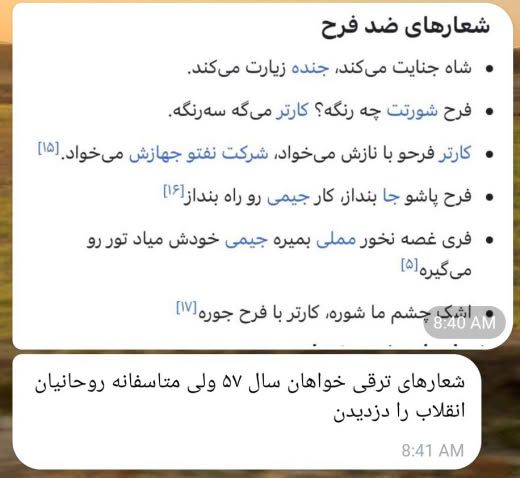 شعارهای ضد فرح
• شاه جنایت می‌کند، جنده زیارت می‌کند.
• فرح شورتت چه رنگه؟ کارتر می‌گه سه‌رنگه.
• کارتر فرحو با نازش می‌خواد، شرکت نفتو جهازش می‌خواد.[۱۵]
• فرح پاشو جا بنداز، کار جیمی رو راه بنداز[۱۶]
• فری غصه نخور مملی بمیره جیمی خودش میاد تور رو
می‌گیره[۵]
• اشک چشم ما شوره، کارتر با فرح جوره[۱۷]
8:40 AM
شعارهای ترقی خواهان سال ۵۷ ولی متاسفانه روحانیان
انقلاب را دزدیدن
8:41 AM